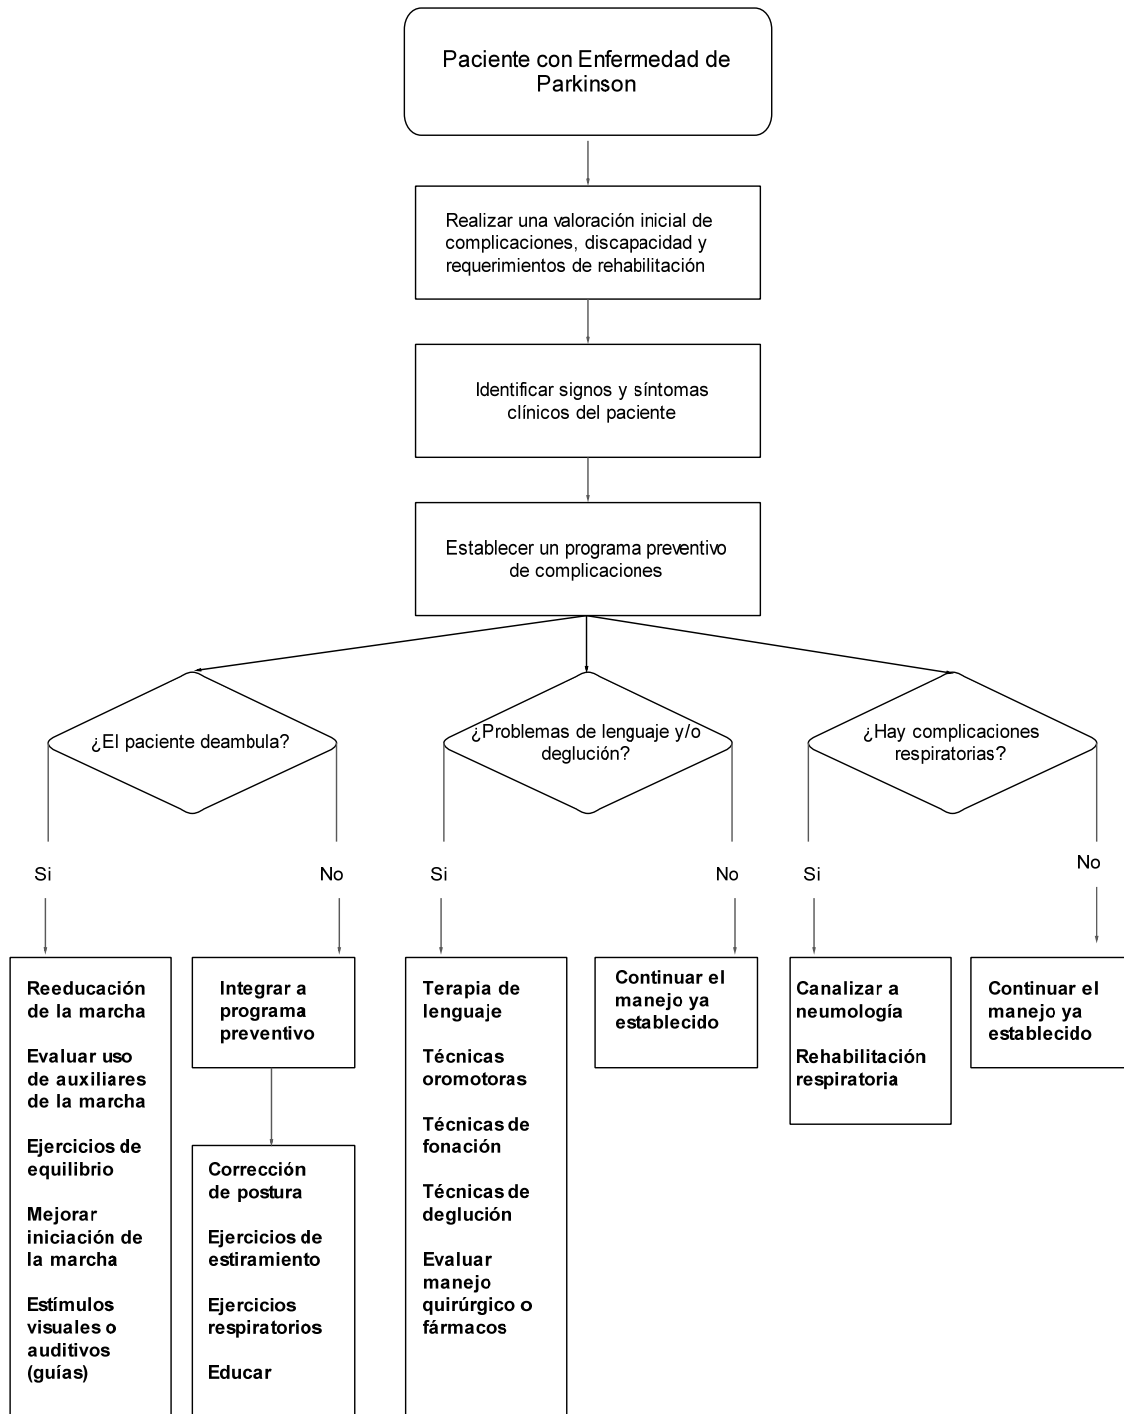 Paciente con Enfermedad de
Parkinson
Realizar una valoración inicial de
complicaciones, discapacidad y
requerimientos de rehabilitación
Identificar signos y síntomas
clínicos del paciente
Establecer un programa preventivo
de complicaciones
¿El paciente deambula?
¿Problemas de lenguaje y/o
deglución?
¿Hay complicaciones
respiratorias?
Si
No
Si
No
Si
No
Reeducación
de la marcha
Evaluar uso
de auxiliares
de la marcha
Ejercicios de
equilibrio
Mejorar
iniciación de
la marcha
Estímulos
visuales o
auditivos
(guías)
Integrar a
programa
preventivo
Corrección
de postura
Ejercicios de
estiramiento
Ejercicios
respiratorios
Educar
Terapia de
lenguaje
Técnicas
oromotoras
Técnicas de
fonación
Técnicas de
deglución
Evaluar
manejo
quirúrgico o
fármacos
Continuar el
manejo ya
establecido
Canalizar a
neumología
Rehabilitación
respiratoria
Continuar el
manejo ya
establecido